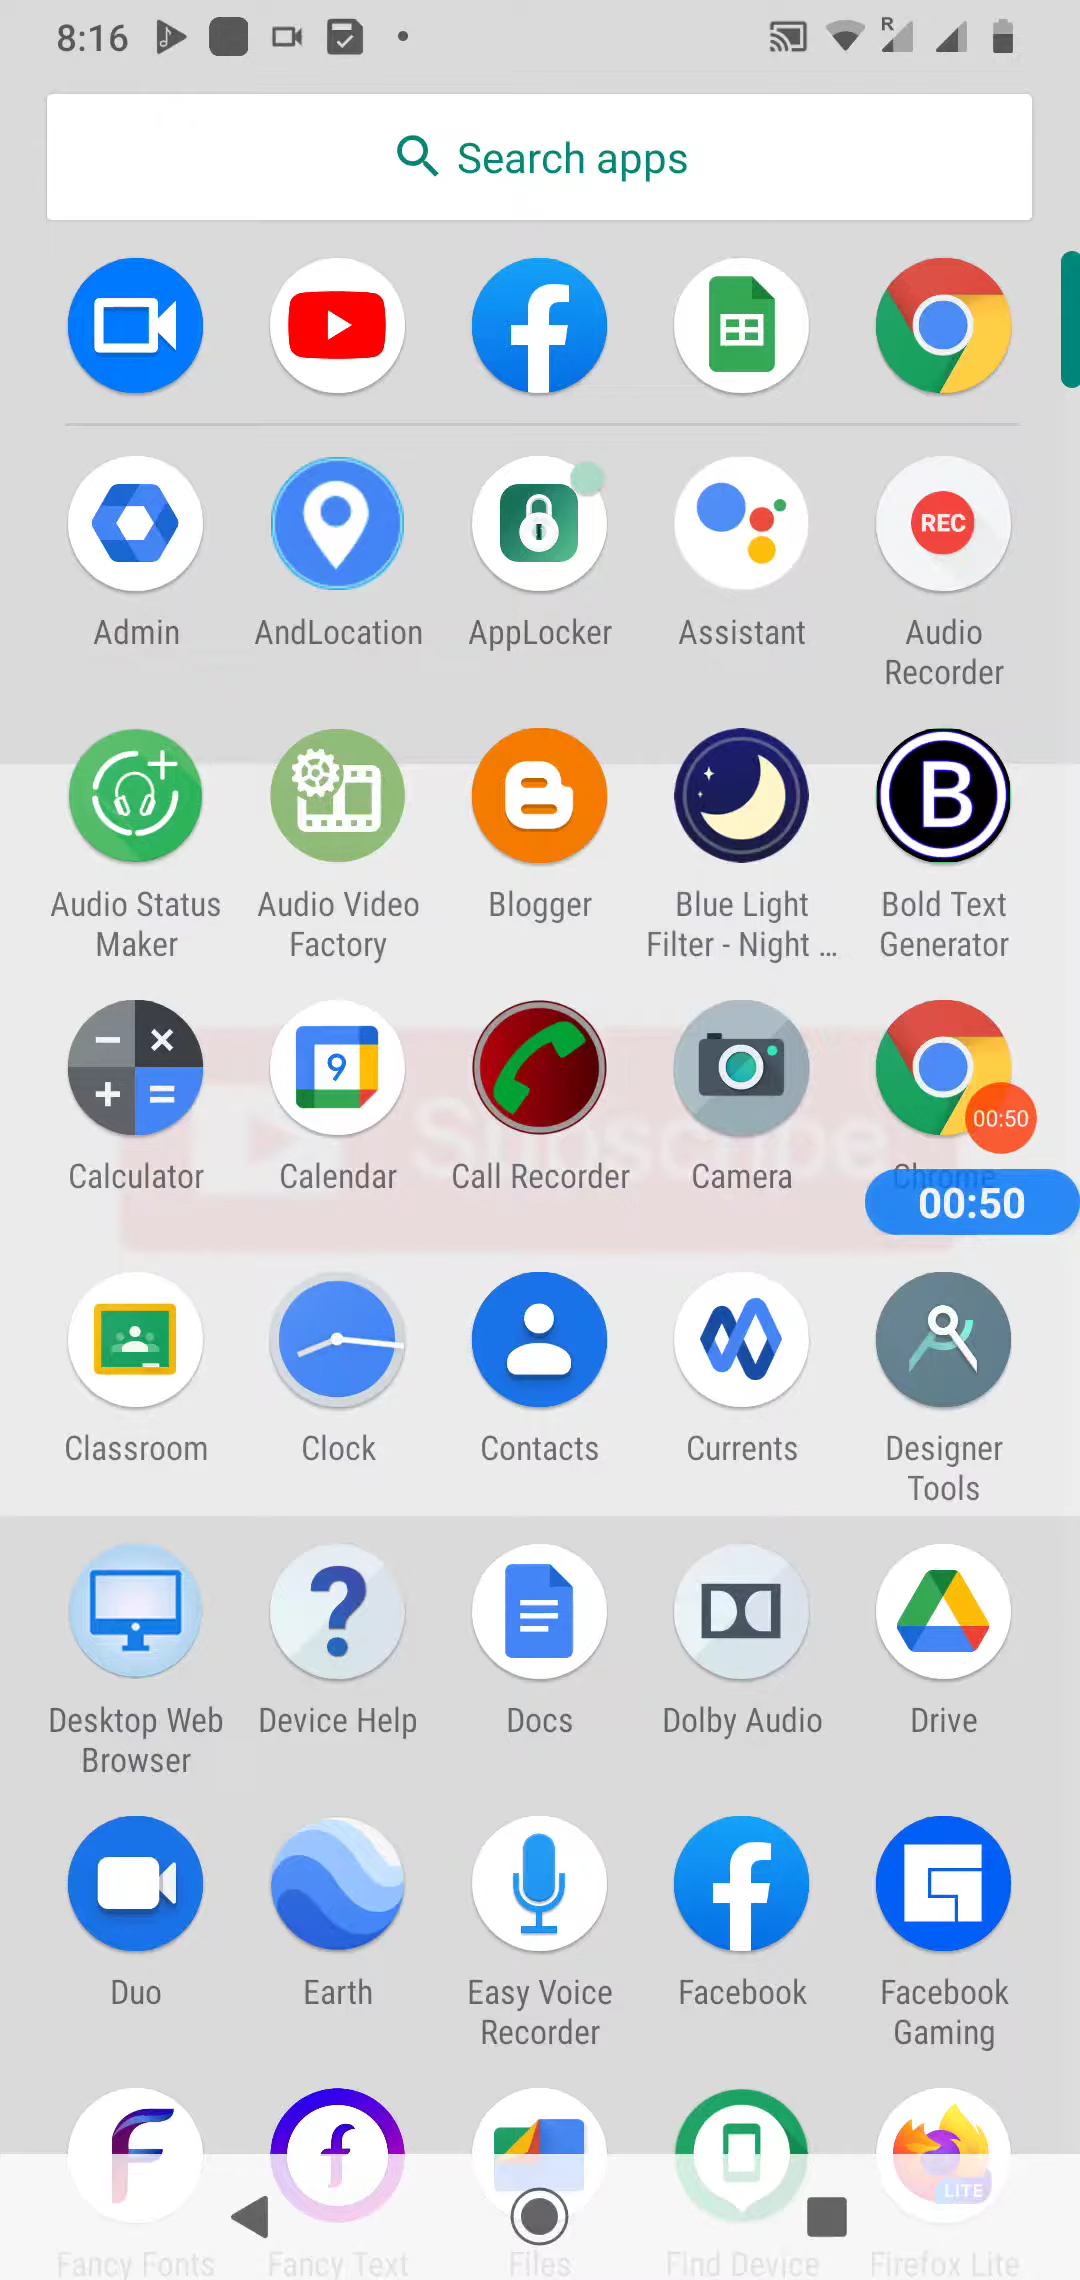 8:16
R
Search apps
REC
Admin
AndLocation
AppLocker
Assistant
Audio
Recorder
B
Audio Status
Maker
Audio Video
Factory
Blogger
Blue Light
Filter - Night ...
Bold Text
Generator
9
00:50
Subscribe
Calculator
Calendar
Call Recorder
Camera
Chrome
00:50
Classroom
Clock
Contacts
Currents
Designer
Tools
Desktop Web
Browser
Device Help
Docs
Dolby Audio
Drive
Duo
Earth
Easy Voice
Recorder
Facebook
Facebook
Gaming
LITE
Fancy Fonts
Fancy Text
Files
Find Device
Firefox Lite